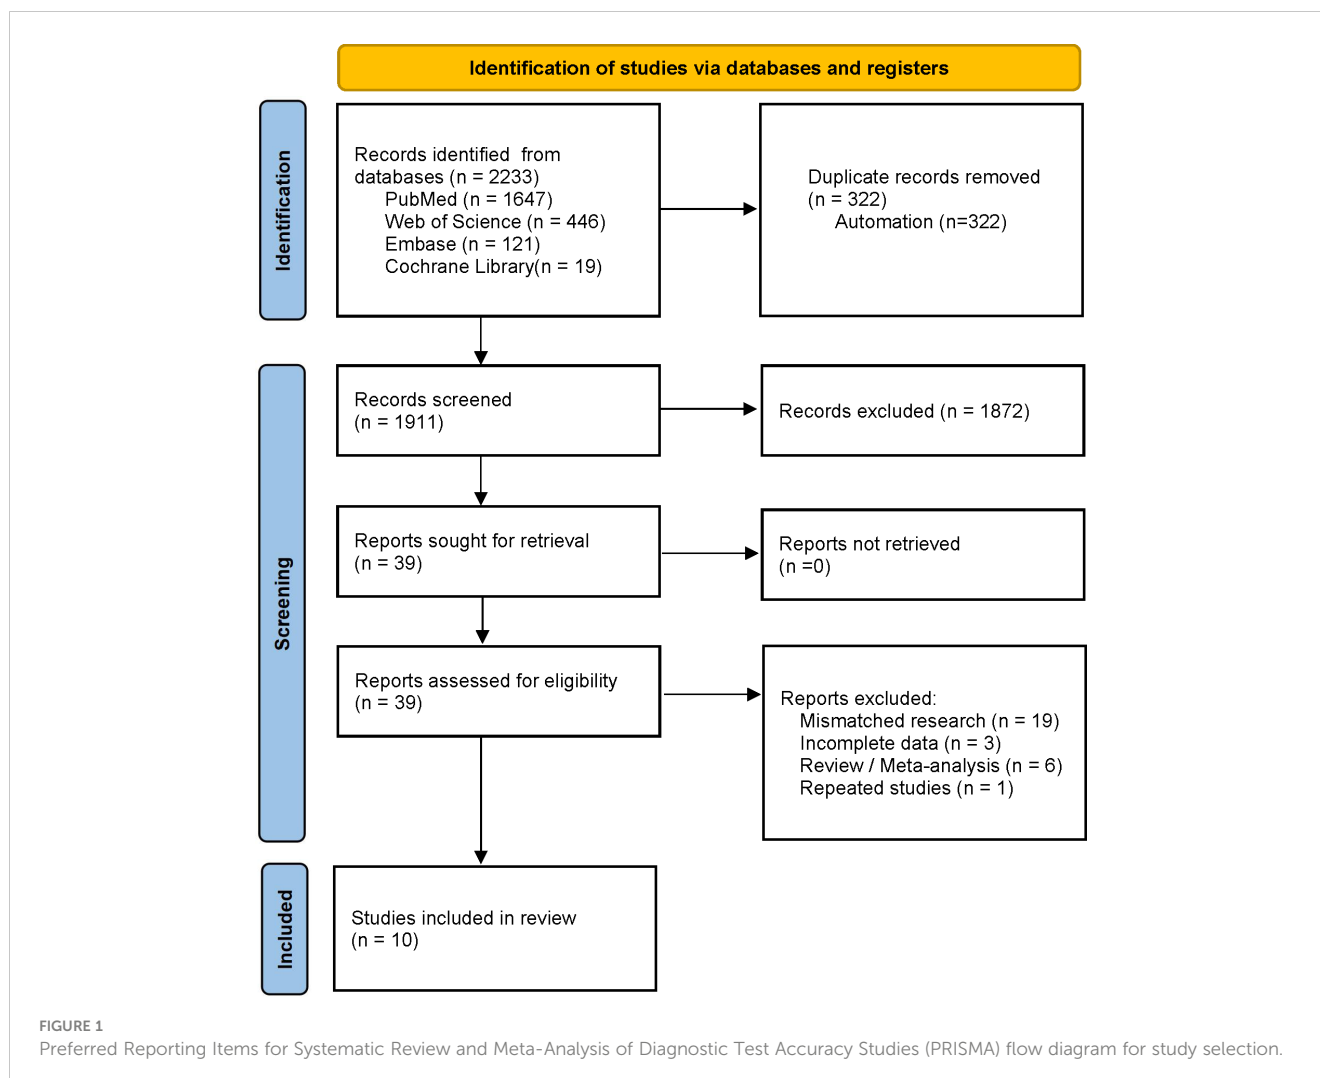 Identification of studies via databases and registers
Identification
Records identified  from
databases (n = 2233)
PubMed (n = 1647)
Web of Science (n = 446)
Embase (n = 121)
Cochrane Library(n = 19)
Duplicate records removed
(n = 322)
Automation (n=322)
Screening
Records screened
(n = 1911)
Records excluded (n = 1872)
Reports sought for retrieval
(n = 39)
Reports not retrieved
(n =0)
Reports assessed for eligibility
(n = 39)
Reports excluded:
Mismatched research (n = 19)
Incomplete data (n = 3)
Review / Meta-analysis (n = 6)
Repeated studies (n = 1)
Included
Studies included in review
(n = 10)
FIGURE 1
Preferred Reporting Items for Systematic Review and Meta-Analysis of Diagnostic Test Accuracy Studies (PRISMA) flow diagram for study selection.